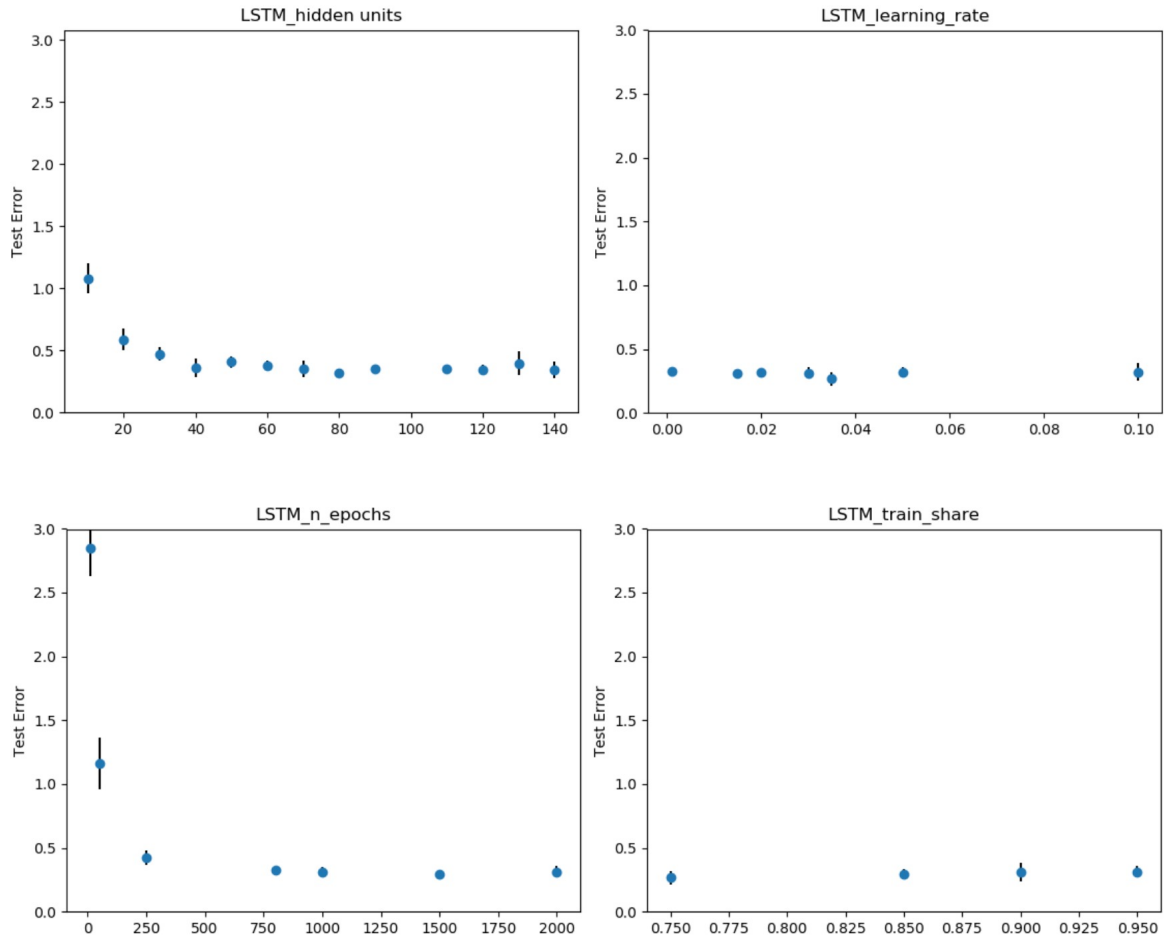 LSTM_hidden units
3.0
2.5
2.0
1.5
1.0
0.5
0.0
Test Error
20 40 60 80 100 120 140
LSTM_learning_rate
3.0
2.5
2.0
1.5
1.0
0.5
0.0
Test Error
0.00 0.02 0.04 0.06 0.08 0.10
LSTM_n_epochs
3.0
2.5
2.0
1.5
1.0
0.5
0.0
Test Error
0 250 500 750 1000 1250 1500 1750 2000
LSTM_train_share
3.0
2.5
2.0
1.5
1.0
0.5
0.0
Test Error
0.750 0.775 0.800 0.825 0.850 0.875 0.900 0.925 0.950